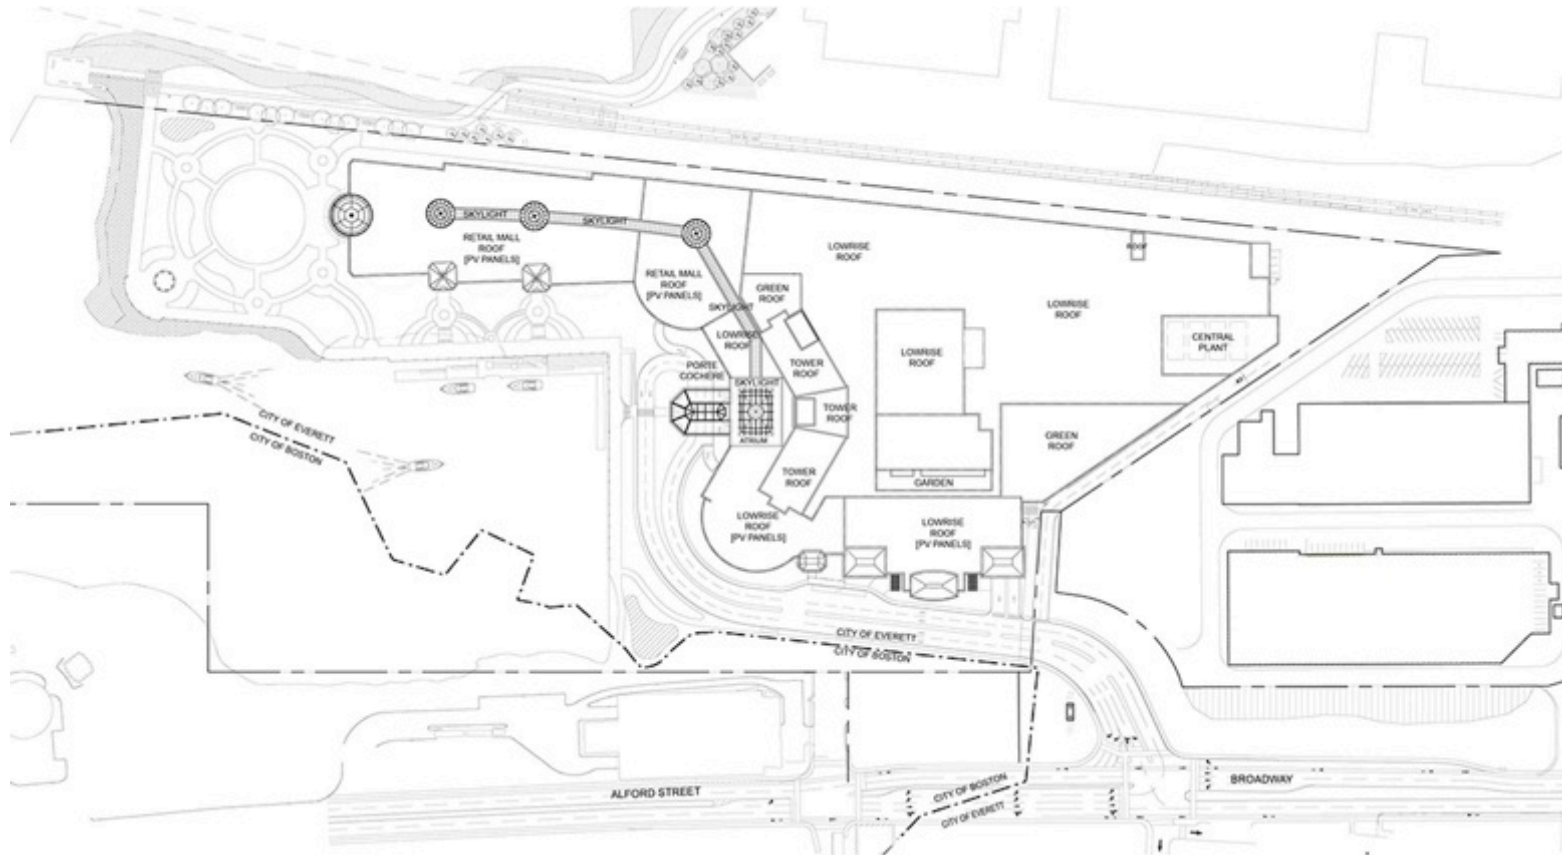 SKYLIGHT
SKYLIGHT
RETAIL MALL
ROOF
[PV PANELS]
LOWRISE
ROOF
ROOF
RETAIL MALL
ROOF
[PV PANELS]
GREEN
ROOF
SKYLIGHT
LOWRISE
ROOF
LOWRISE
ROOF
CENTRAL
PLANT
LOWRISE
ROOF
TOWER
ROOF
PORTE
COCHERE
SKYLIGHT
TOWER
ROOF
ATRIUM
CITY OF EVERETT
CITY OF BOSTON
GREEN
ROOF
TOWER
ROOF
GARDEN
LOWRISE
ROOF
[PV PANELS]
LOWRISE
ROOF
[PV PANELS]
CITY OF EVERETT
CITY OF BOSTON
ALFORD STREET
BROADWAY
CITY OF BOSTON
CITY OF EVERETT